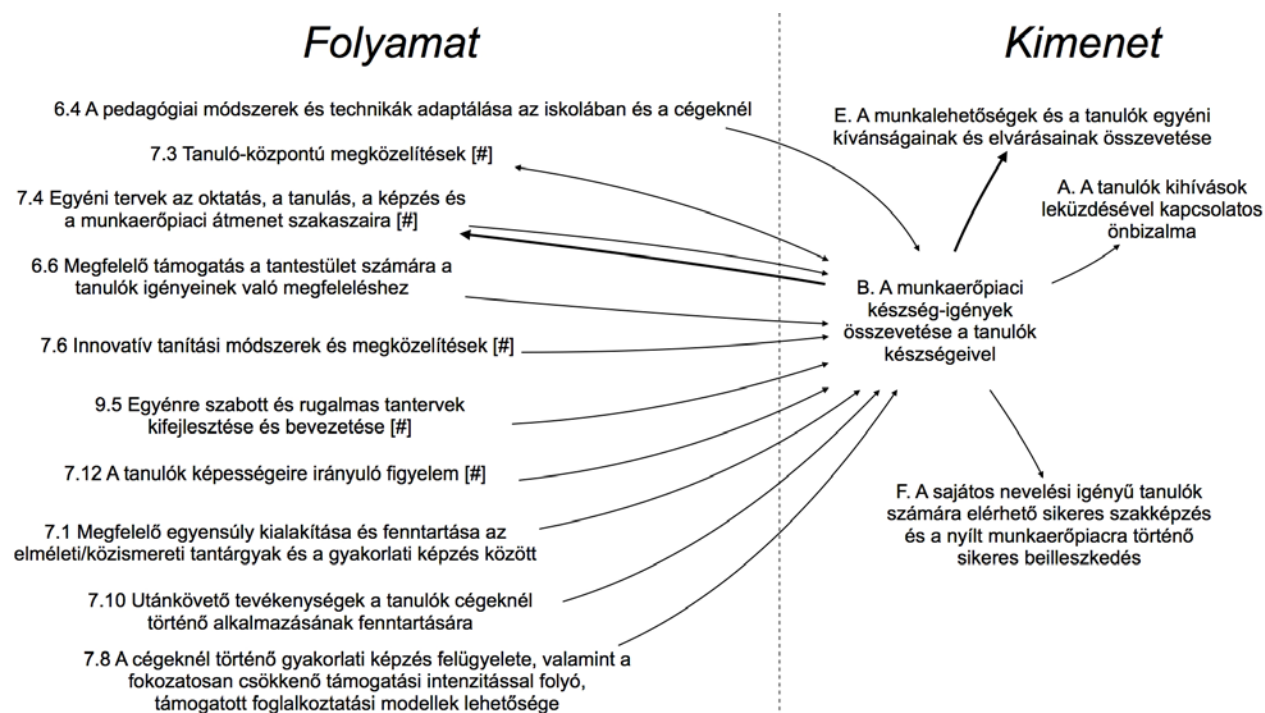 Folyamat
6.4 A pedagógiai módszerek és technikák adaptálása az iskolában és a cégeknél
7.3 Tanuló-központú megközelítések [#]
7.4 Egyéni tervek az oktatás, a tanulás, a képzés és
a munkaerőpiaci átmenet szakaszaira [#]
6.6 Megfelelő támogatás a tantestület számára a
tanulók igényeinek való megfeleléshez
7.6 Innovatív tanítási módszerek és megközelítések [#]
9.5 Egyénre szabott és rugalmas tantervek
kifejlesztése és bevezetése [#]
7.12 A tanulók képességeire irányuló figyelem [#]
7.1 Megfelelő egyensúly kialakítása és fenntartása az
elméleti/közismereti tantárgyak és a gyakorlati képzés között
7.10 Utánkövető tevékenységek a tanulók cégeknél
történő alkalmazásának fenntartására
7.8 A cégeknél történő gyakorlati képzés felügyelete, valamint a
fokozatosan csökkenő támogatási intenzitással folyó,
támogatott foglalkoztatási modellek lehetősége
Kimenet
E. A munkalehetőségek és a tanulók egyéni
kívánságainak és elvárásainak összevetése
A. A tanulók kihívások
leküzdésével kapcsolatos
önbizalma
B. A munkaerőpiaci
készség-igények
összevetése a tanulók
készségeivel
F. A sajátos nevelési igényű tanulók
számára elérhető sikeres szakképzés
és a nyílt munkaerőpiacra történő
sikeres beilleszkedés